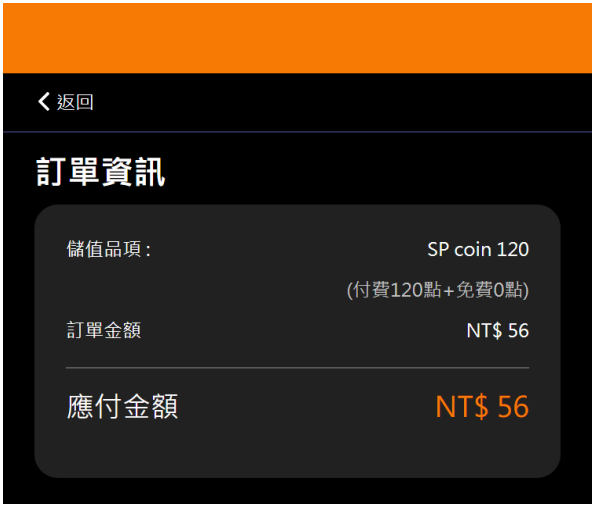 返回
訂單資訊
儲值品項 : SP coin 120
(付費120點+免費0點)
訂單金額 NT$ 56
應付金額 NT$ 56